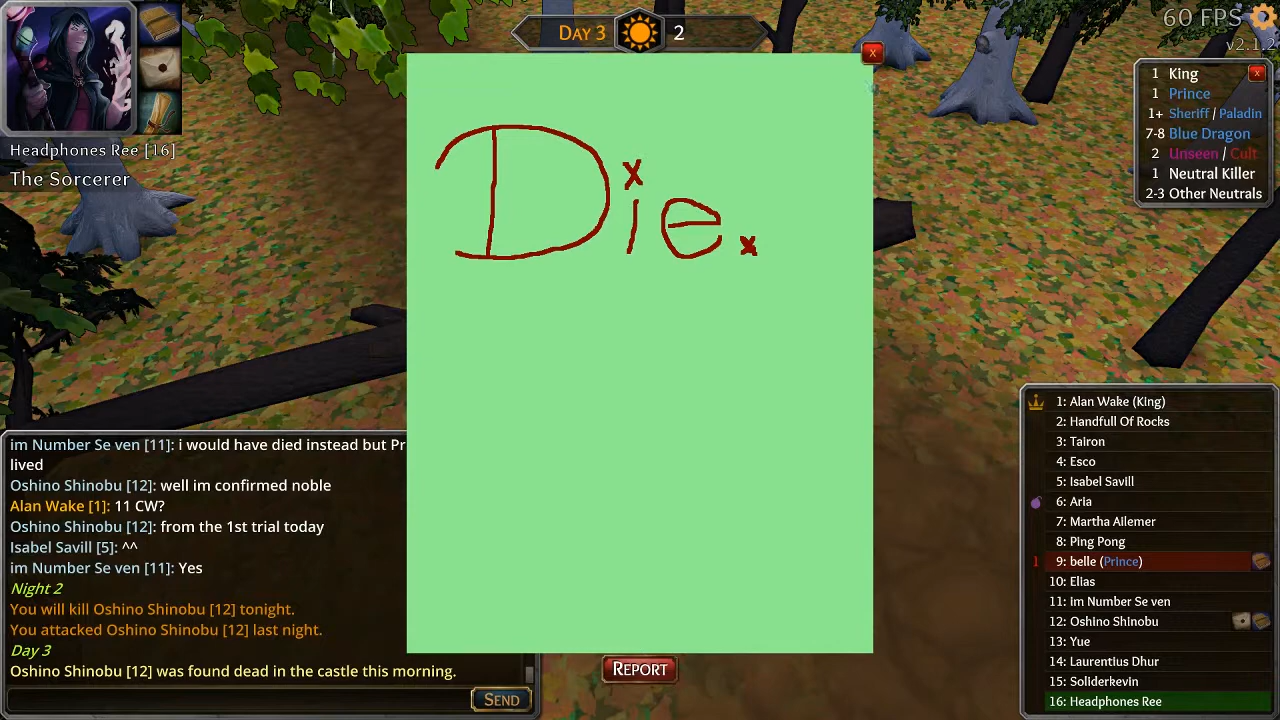 60 FPS
v2.1.2
DAY 3
2
x
Headphones Ree [16]
The Sorcerer
Die.
1 King
x
1 Prince
1+ Sheriff / Paladin
7-8 Blue Dragon
2 Unseen / Cult
1 Neutral Killer
2-3 Other Neutrals
im Number Se ven [11]: i would have died instead but Pr
lived
Oshino Shinobu [12]: well im confirmed noble
Alan Wake [1]: 11 CW?
Oshino Shinobu [12]: from the 1st trial today
Isabel Savill [5]: ^^
im Number Se ven [11]: Yes
Night 2
You will kill Oshino Shinobu [12] tonight.
You attacked Oshino Shinobu [12] last night.
Day 3
Oshino Shinobu [12] was found dead in the castle this morning.
SEND
REPORT
1: Alan Wake (King)
2: Handfull Of Rocks
3: Tairon
4: Esco
5: Isabel Savill
6: Aria
7: Martha Ailemer
8: Ping Pong
1 9: belle (Prince)
10: Elias
11: im Number Se ven
12: Oshino Shinobu
13: Yue
14: Laurentius Dhur
15: Soliderkevin
16: Headphones Ree